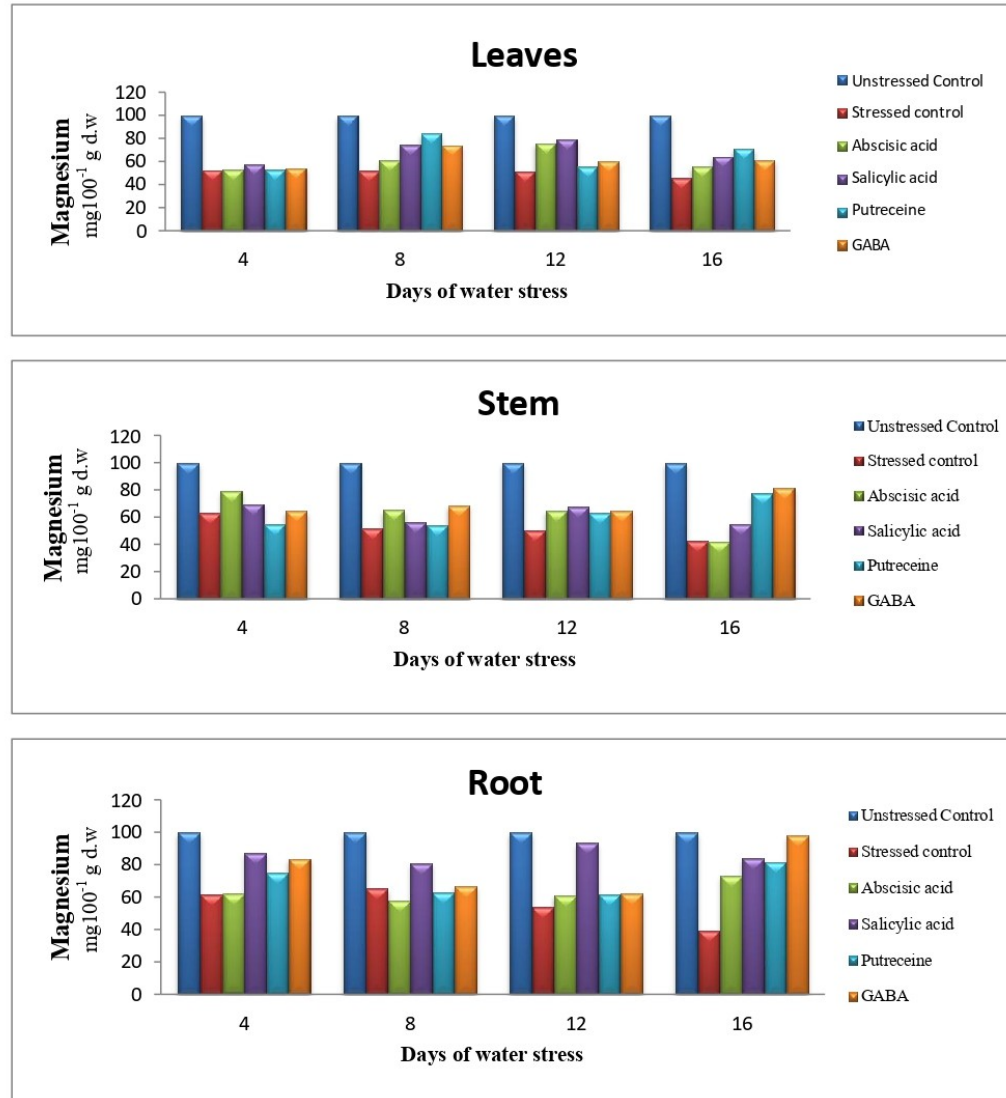 Leaves
Magnesium
mg100⁻¹ g d.w
120
100
80
60
40
20
0
4 8 12 16
Days of water stress
Unstressed Control
Stressed control
Abscisic acid
Salicylic acid
Putreceine
GABA
Stem
Magnesium
mg100⁻¹ g d.w
120
100
80
60
40
20
0
4 8 12 16
Days of water stress
Unstressed Control
Stressed control
Abscisic acid
Salicylic acid
Putreceine
GABA
Root
Magnesium
mg100⁻¹ g d.w
120
100
80
60
40
20
0
4 8 12 16
Days of water stress
Unstressed Control
Stressed control
Abscisic acid
Salicylic acid
Putreceine
GABA